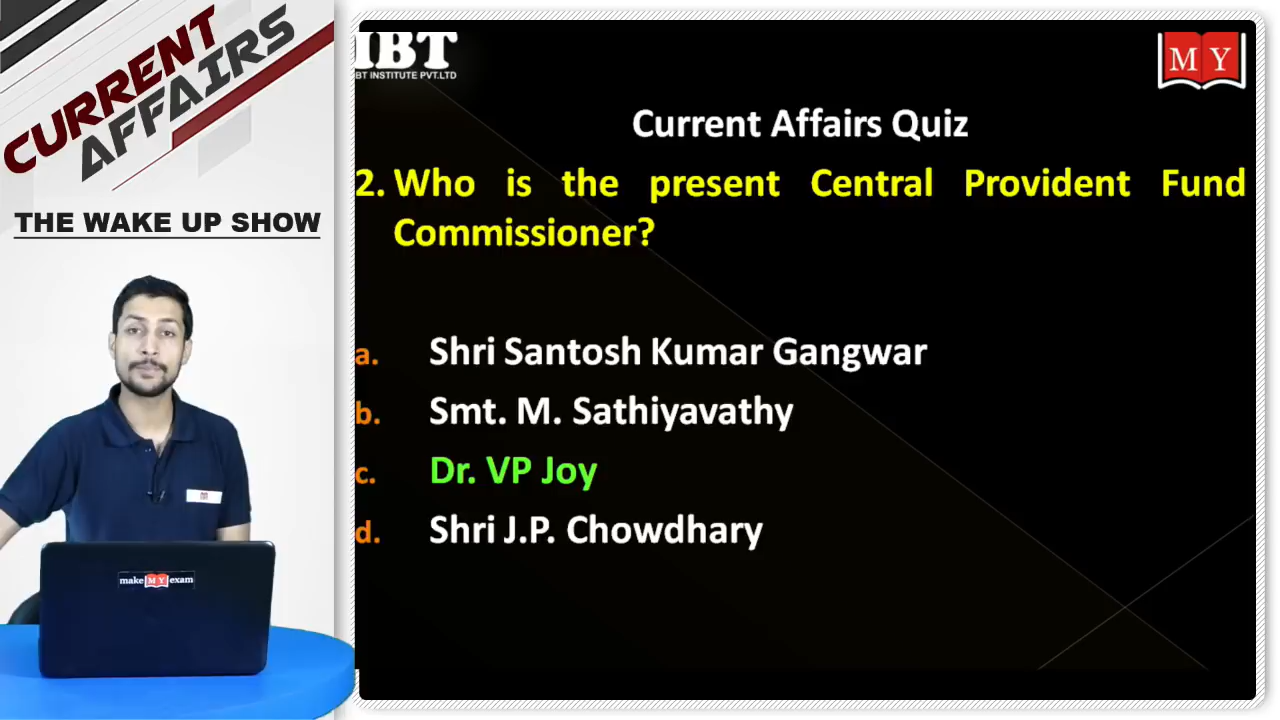 CURRENT
AFFAIRS
THE WAKE UP SHOW
IBT
IBT INSTITUTE PVT.LTD
MY
Current Affairs Quiz
2. Who is the present Central Provident Fund
Commissioner?
a. Shri Santosh Kumar Gangwar
b. Smt. M. Sathiyavathy
c. Dr. VP Joy
d. Shri J.P. Chowdhary
make MY exam